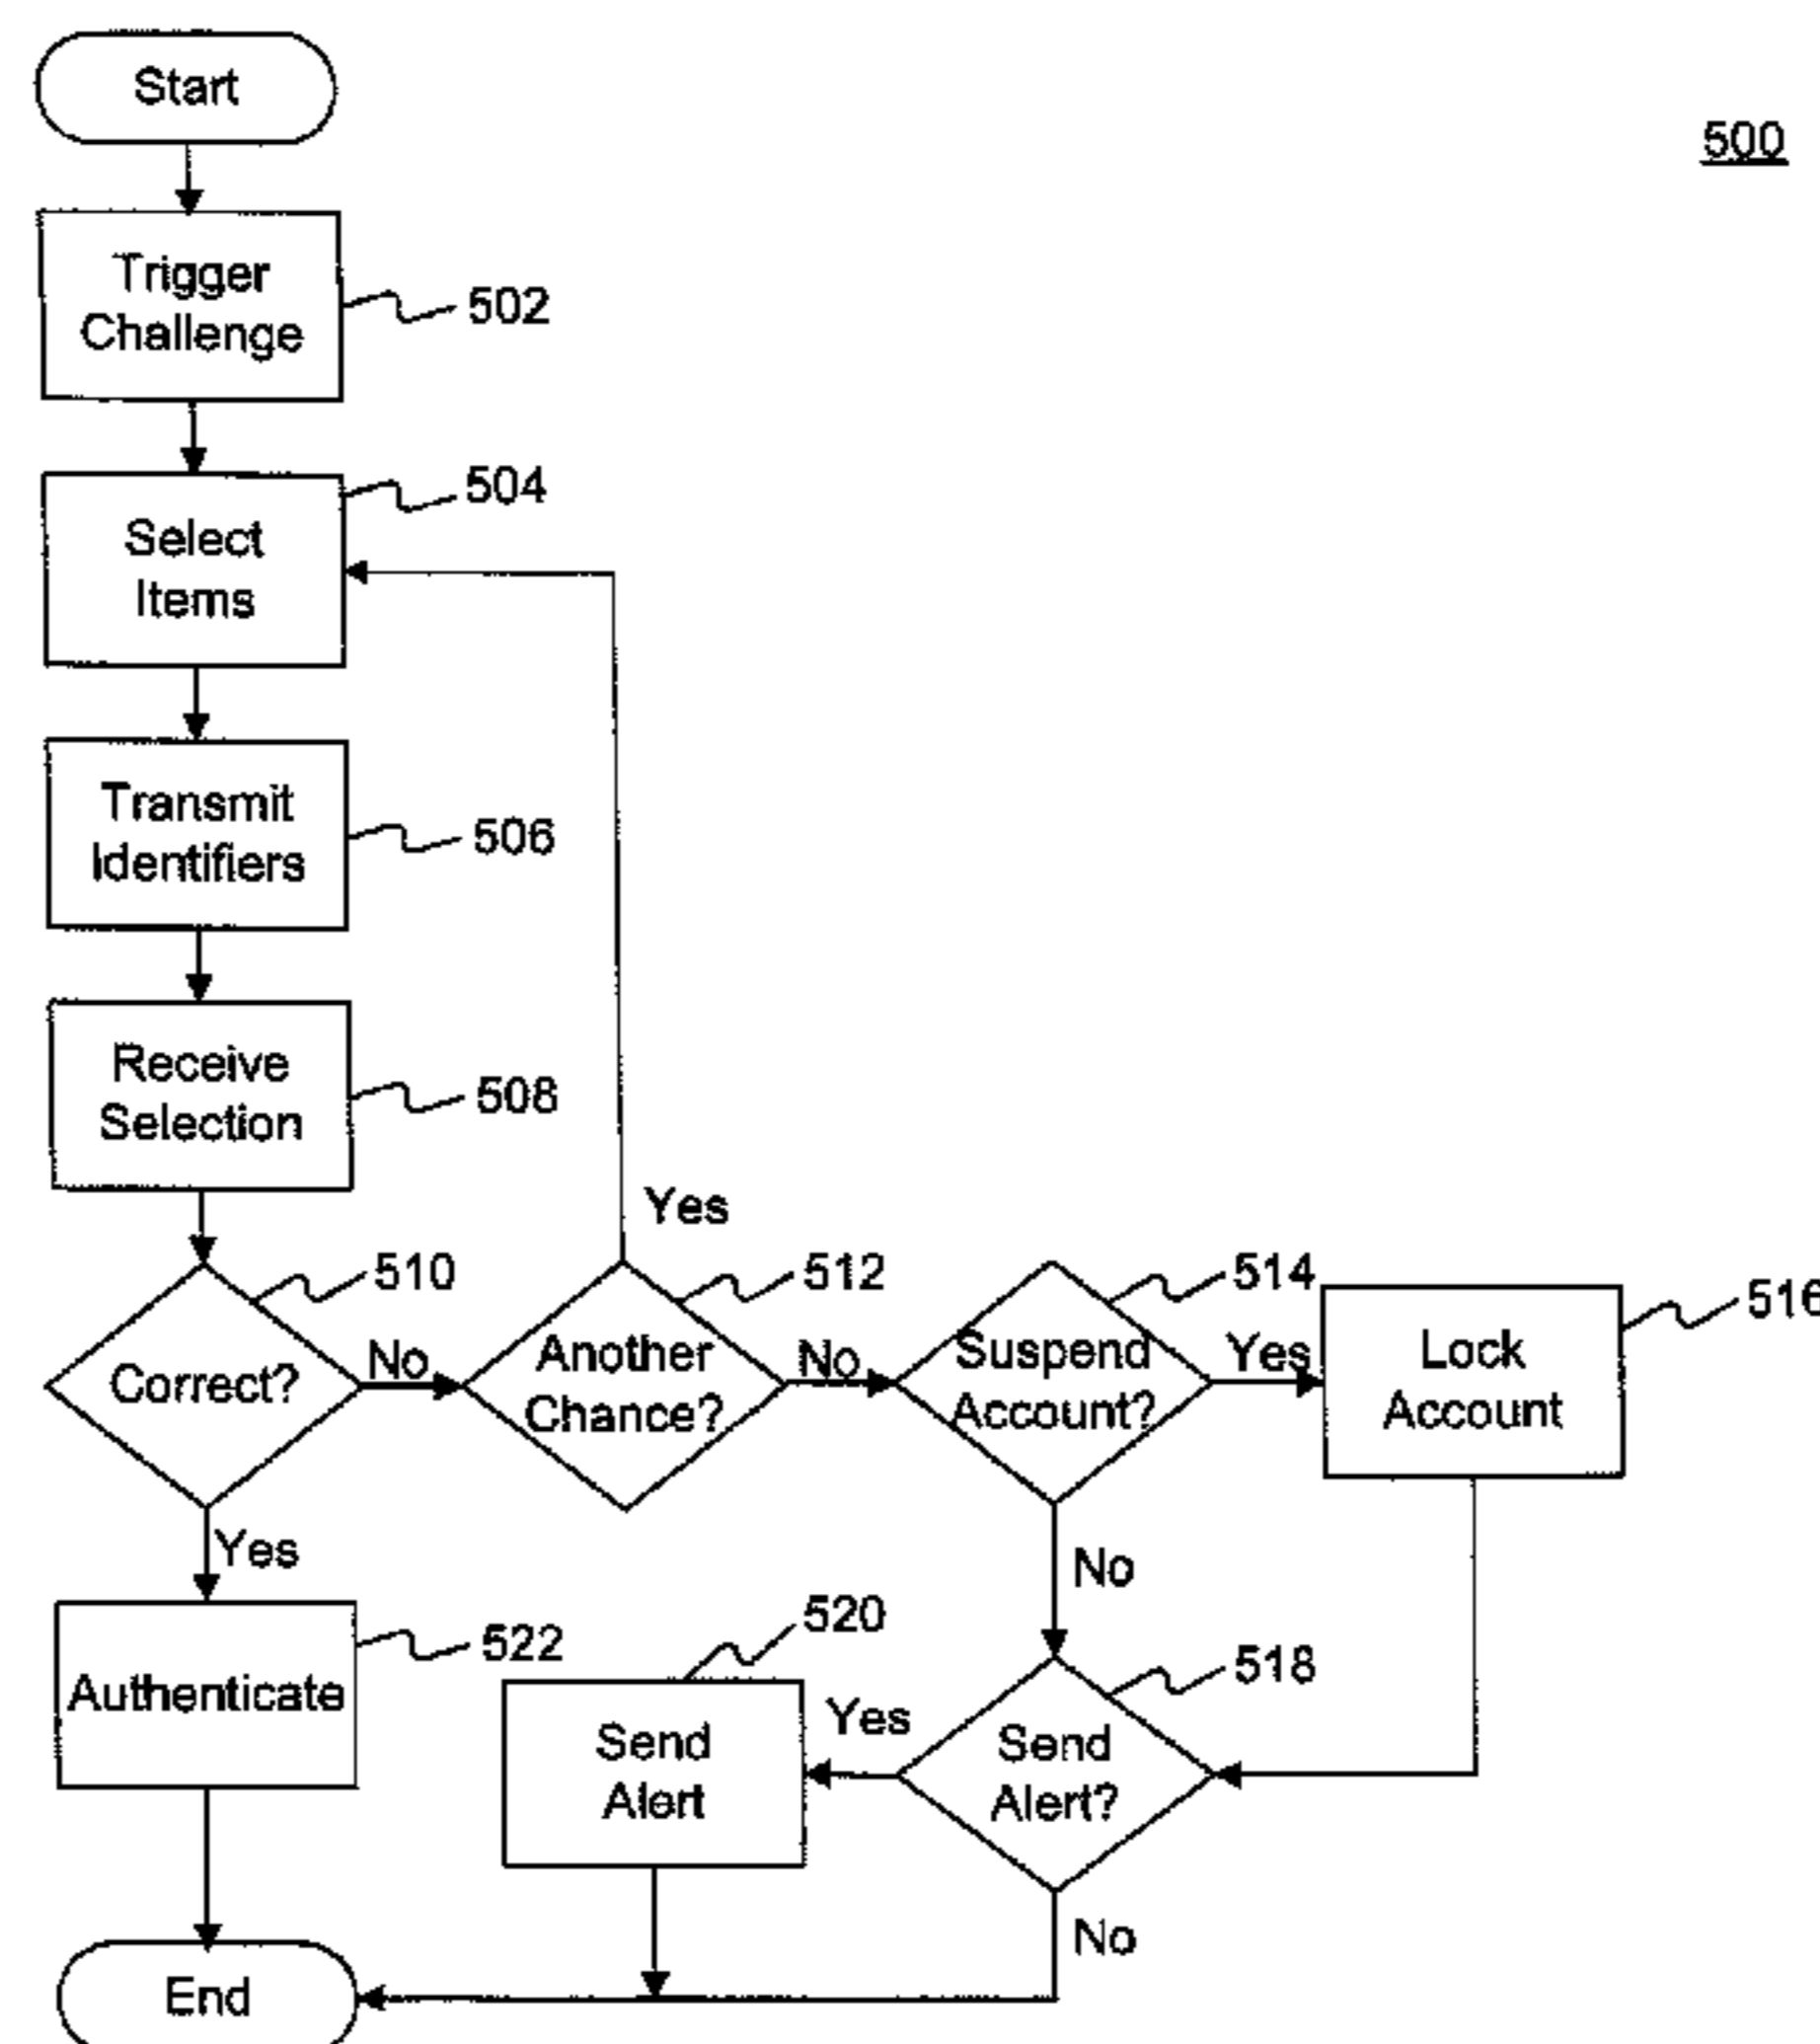 Start
500
Trigger
Challenge
502
504
Select
Items
Transmit
Identifiers
506
Receive
Selection
508
Yes
510
512
514
516
Correct?
No
Another
Chance?
No
Suspend
Account?
Yes
Lock
Account
Yes
No
520
522
518
Authenticate
Send
Alert
Yes
Send
Alert?
No
End